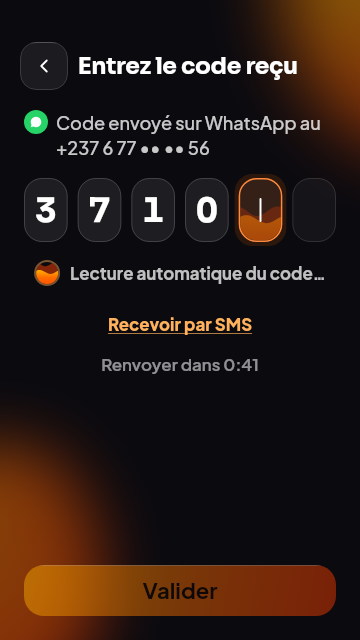 Entrez le code reçu
Code envoyé sur WhatsApp au
+237 6 77 •• •• 56
3 7 1 0
Lecture automatique du code…
Recevoir par SMS
Renvoyer dans 0:41
Valider